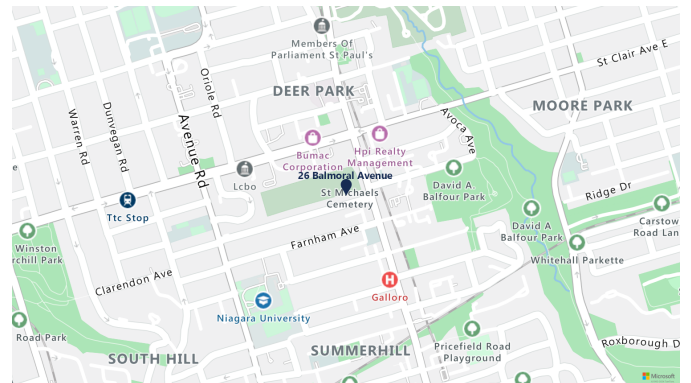 Members Of
Parliament St Paul's
St Clair Ave E
DEER PARK
Oriole Rd
MOORE PARK
Warren Rd
Dunvegan Rd
Avenue Rd
Avoca Ave
Bumac
Corporation
Hpi Realty
Management
26 Balmoral Avenue
Lcbo
St Michaels
Cemetery
David A
Balfour Park
Ridge Dr
Ttc Stop
Carstow
Road Lan
David A
Balfour Park
Farnham Ave
Winston
rchill Park
Whitehall Parkette
Clarendon Ave
Galloro
Niagara University
Road Park
Pricefield Road
Playground
Roxborough D
SOUTH HILL
SUMMERHILL
Microsoft